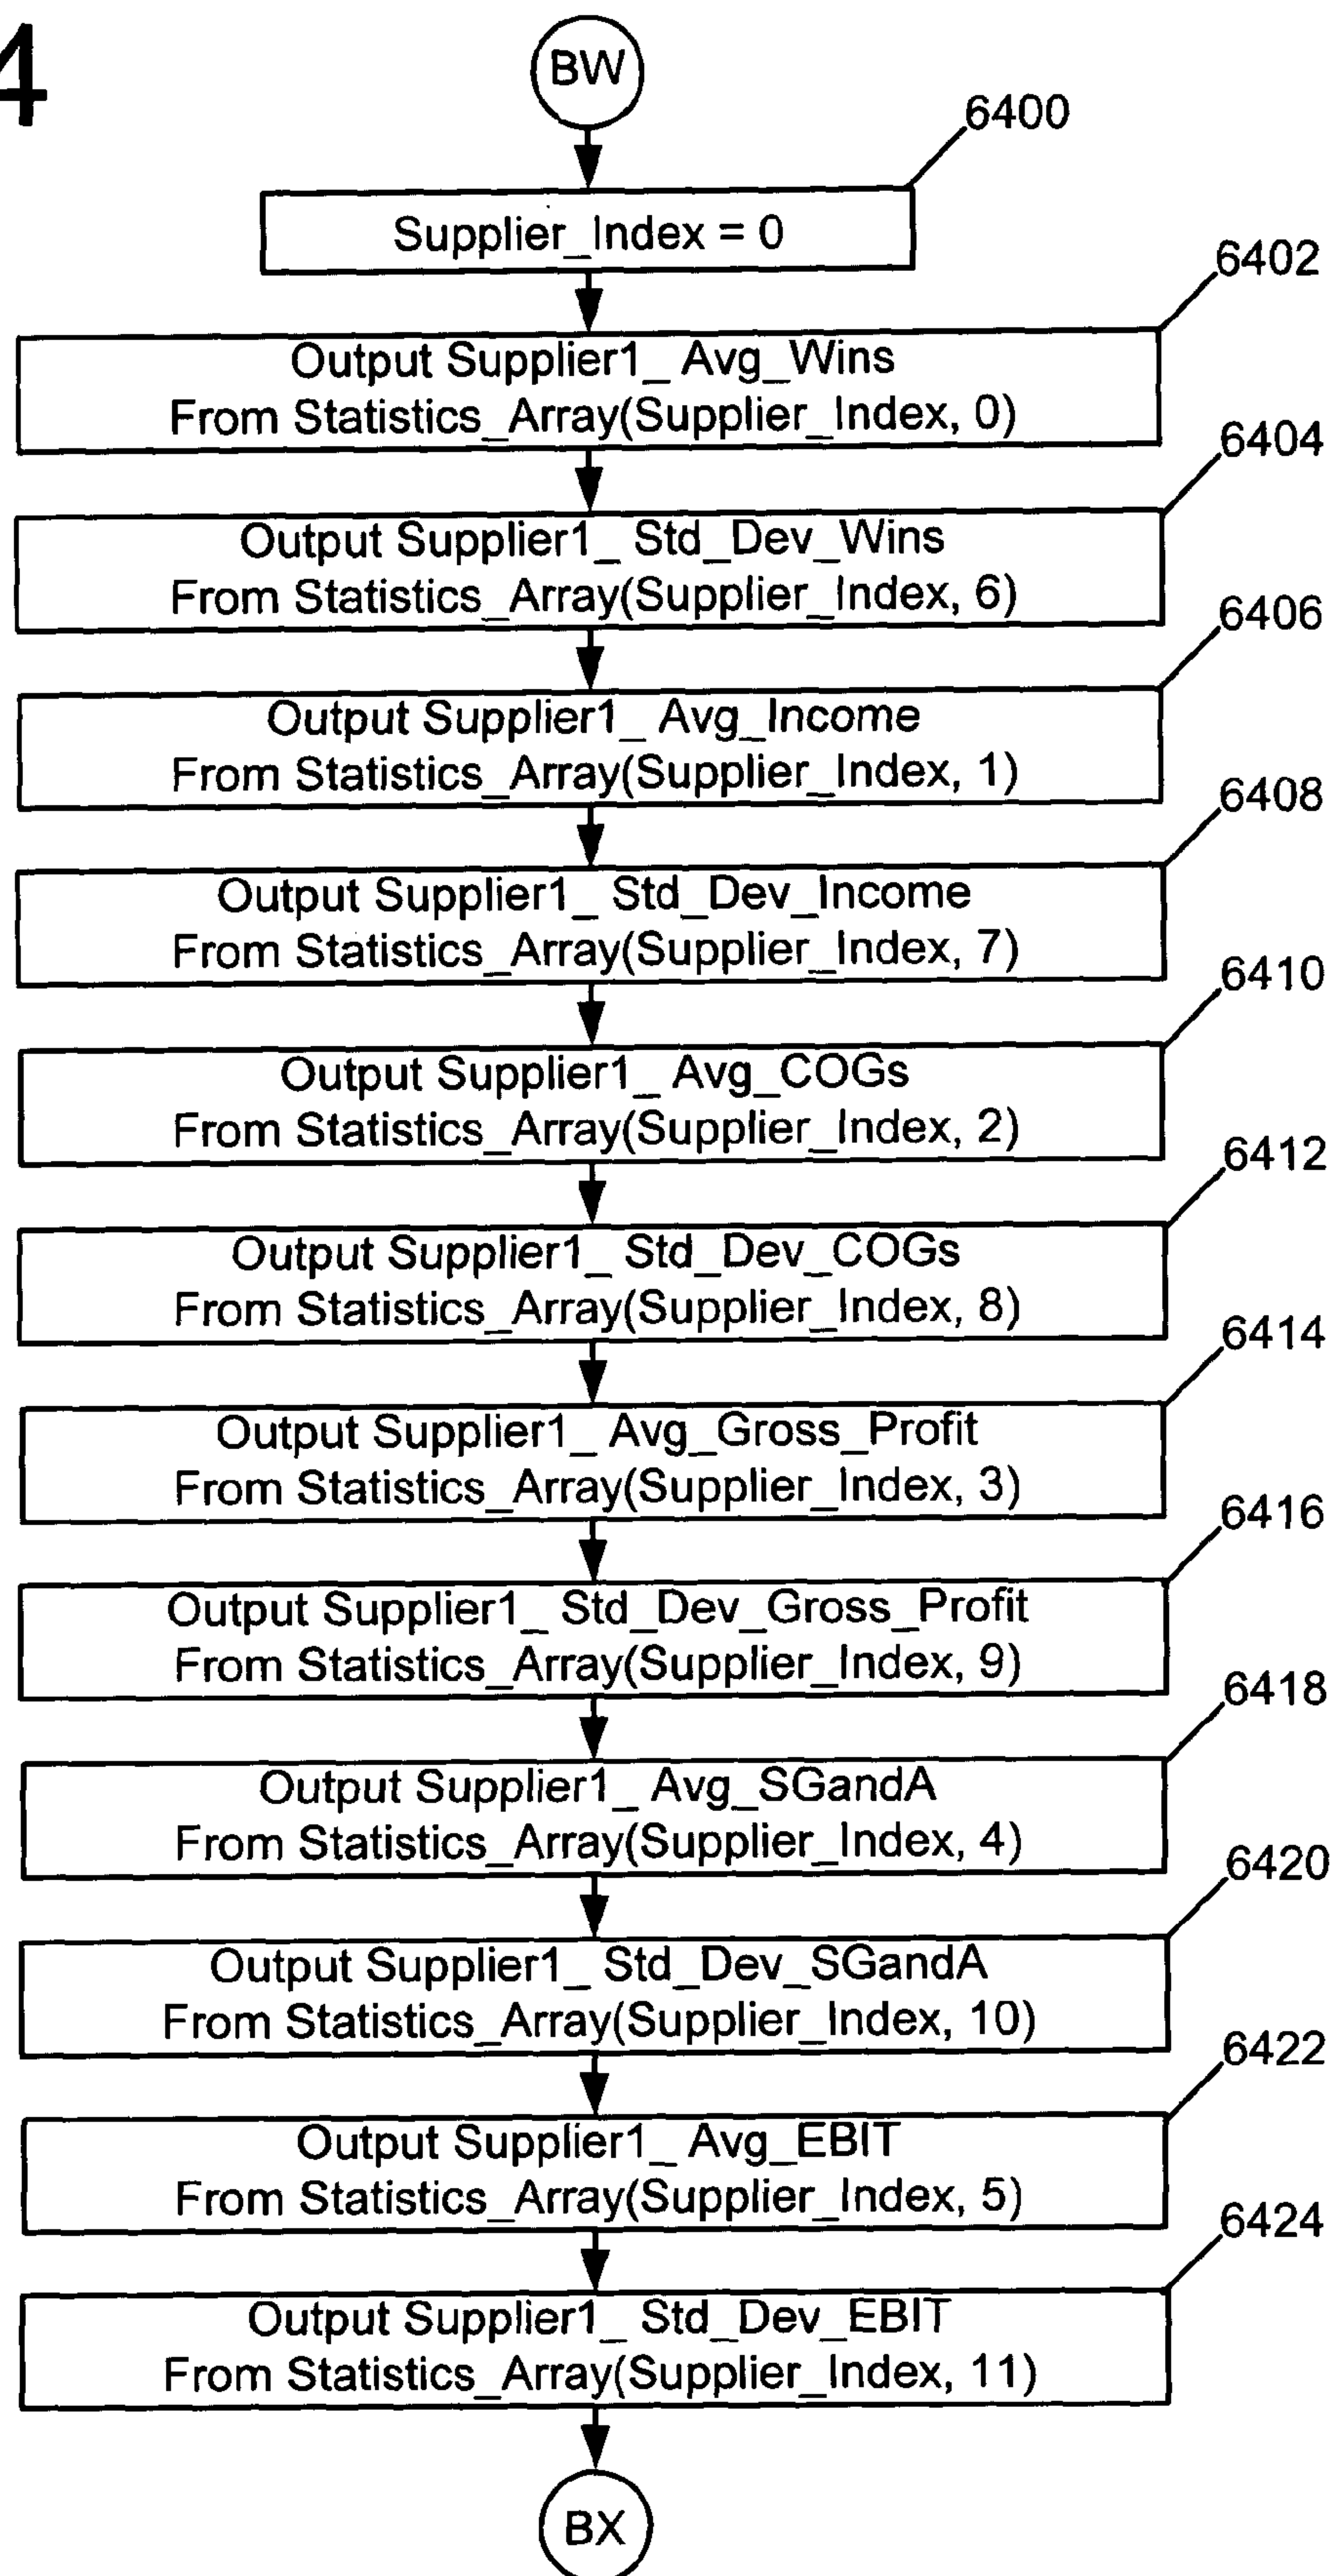 4
BW
6400
Supplier_Index = 0
6402
Output Supplier1_ Avg_Wins
From Statistics_Array(Supplier_Index, 0)
6404
Output Supplier1_ Std_Dev_Wins
From Statistics_Array(Supplier_Index, 6)
6406
Output Supplier1_ Avg_Income
From Statistics_Array(Supplier_Index, 1)
6408
Output Supplier1_ Std_Dev_Income
From Statistics_Array(Supplier_Index, 7)
6410
Output Supplier1_ Avg_COGs
From Statistics_Array(Supplier_Index, 2)
6412
Output Supplier1_ Std_Dev_COGs
From Statistics_Array(Supplier_Index, 8)
6414
Output Supplier1_ Avg_Gross_Profit
From Statistics_Array(Supplier_Index, 3)
6416
Output Supplier1_ Std_Dev_Gross_Profit
From Statistics_Array(Supplier_Index, 9)
6418
Output Supplier1_ Avg_SGandA
From Statistics_Array(Supplier_Index, 4)
6420
Output Supplier1_ Std_Dev_SGandA
From Statistics_Array(Supplier_Index, 10)
6422
Output Supplier1_ Avg_EBIT
From Statistics_Array(Supplier_Index, 5)
6424
Output Supplier1_ Std_Dev_EBIT
From Statistics_Array(Supplier_Index, 11)
BX